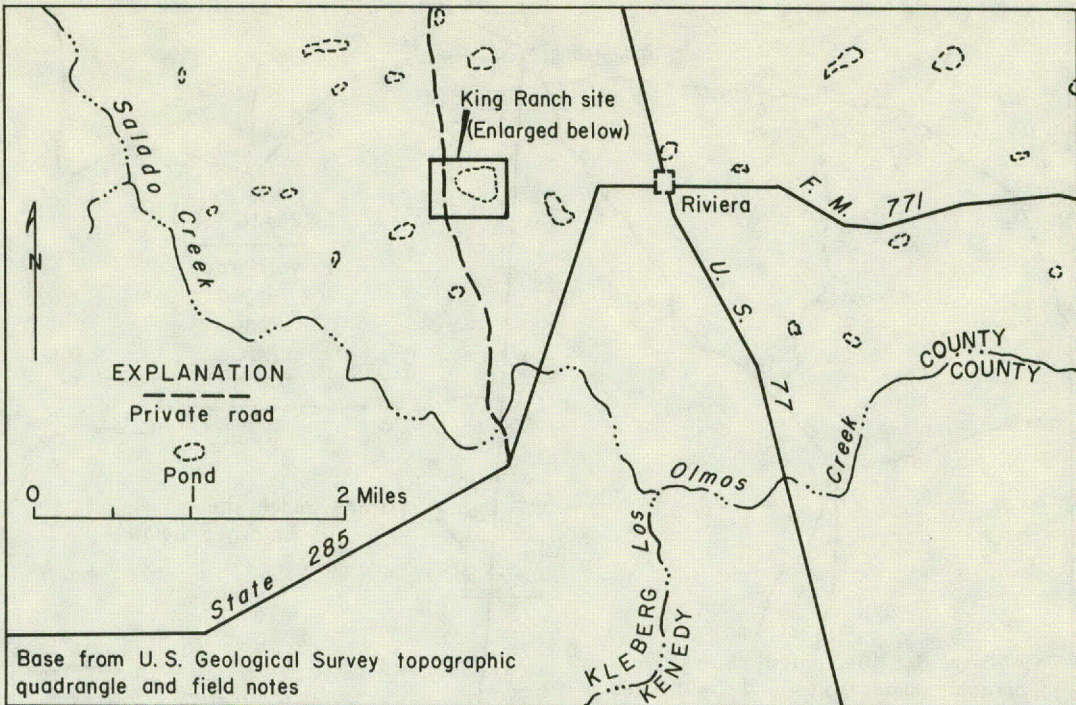 King Ranch site
(Enlarged below)
Salado Creek
Riviera
F. M. 771
N
U. S. 77
COUNTY
COUNTY
EXPLANATION
Private road
Pond
0 1 2 Miles
Los Olmos Creek
State 285
KLEBERG
KENEDY
Base from U. S. Geological Survey topographic
quadrangle and field notes